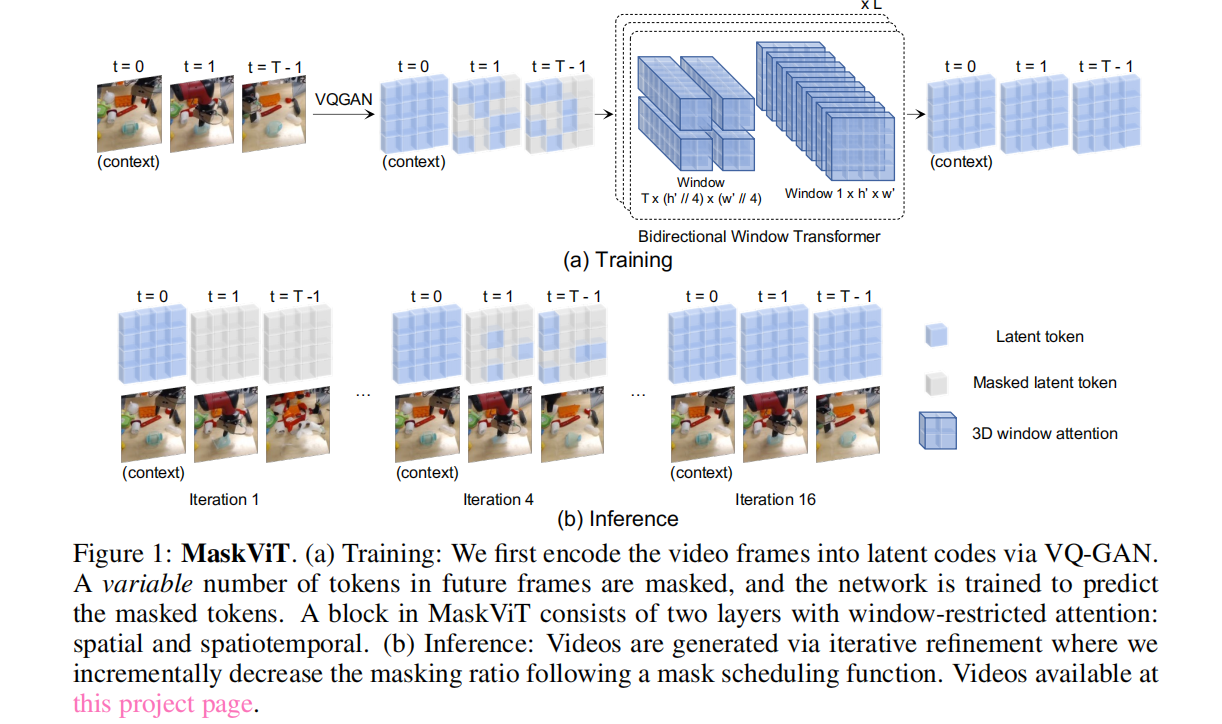 x L
t = 0 t = 1 t = T - 1
VQGAN
t = 0 t = 1 t = T - 1
t = 0 t = 1 t = T - 1
(context)
(context)
(context)
Window
T x (h' // 4) x (w' // 4)
Window 1 x h' x w'
Bidirectional Window Transformer
(a) Training
t = 0 t = 1 t = T -1
t = 0 t = 1 t = T - 1
t = 0 t = 1 t = T - 1
Latent token
Masked latent token
3D window attention
...
...
(context)
(context)
(context)
Iteration 1
Iteration 4
Iteration 16
(b) Inference
Figure 1: MaskViT. (a) Training: We first encode the video frames into latent codes via VQ-GAN.
A variable number of tokens in future frames are masked, and the network is trained to predict
the masked tokens. A block in MaskViT consists of two layers with window-restricted attention:
spatial and spatiotemporal. (b) Inference: Videos are generated via iterative refinement where we
incrementally decrease the masking ratio following a mask scheduling function. Videos available at
this project page.